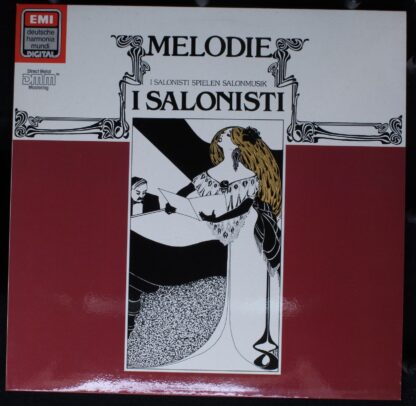 EMI
deutsche
harmonia
mundi
DIGITAL
Direct Metal
DMM
Mastering
MELODIE
I SALONISTI SPIELEN SALONMUSIK
I SALONISTI